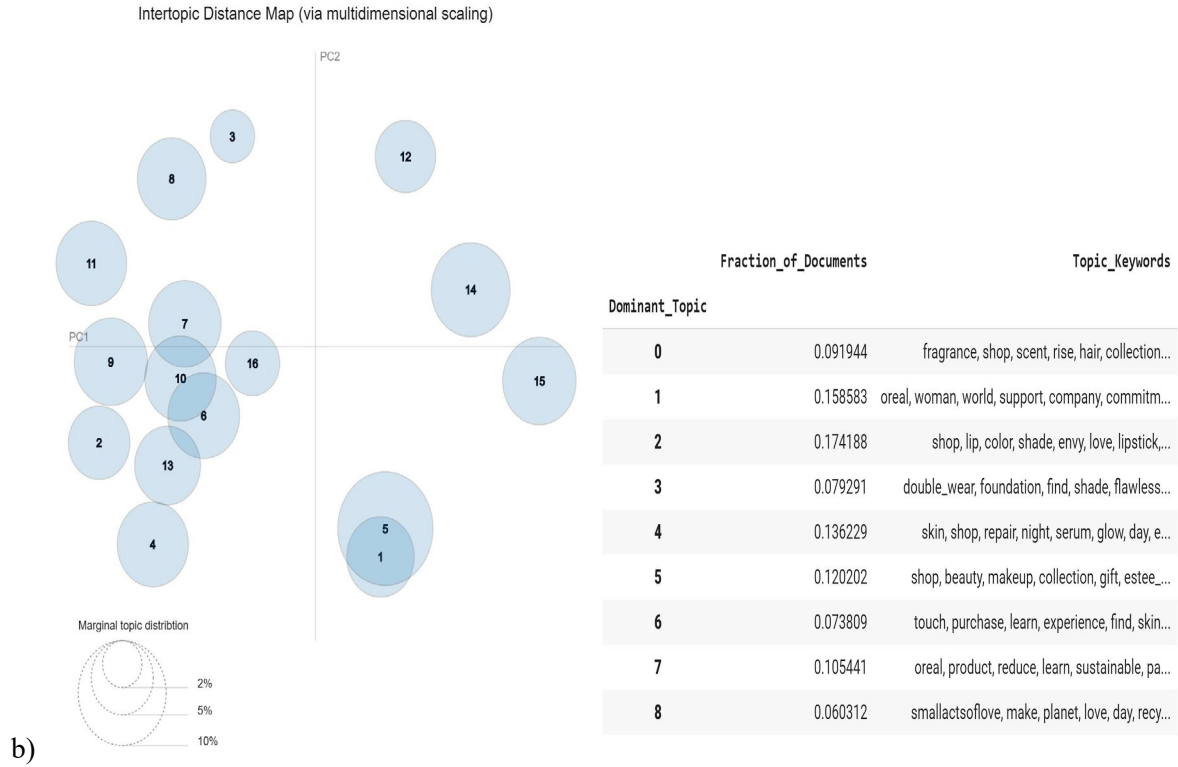 Intertopic Distance Map (via multidimensional scaling)
PC2
3
12
8
11
14
7
PC1
9
16
10
15
6
2
13
5
4
1
Marginal topic distribtion
2%
5%
10%
b)
Fraction_of_Documents Topic_Keywords
Dominant_Topic
0 0.091944 fragrance, shop, scent, rise, hair, collection...
1 0.158583 oreal, woman, world, support, company, commitm...
2 0.174188 shop, lip, color, shade, envy, love, lipstick,...
3 0.079291 double_wear, foundation, find, shade, flawless...
4 0.136229 skin, shop, repair, night, serum, glow, day, e...
5 0.120202 shop, beauty, makeup, collection, gift, estee_...
6 0.073809 touch, purchase, learn, experience, find, skin...
7 0.105441 oreal, product, reduce, learn, sustainable, pa...
8 0.060312 smallactsoflove, make, planet, love, day, recy...